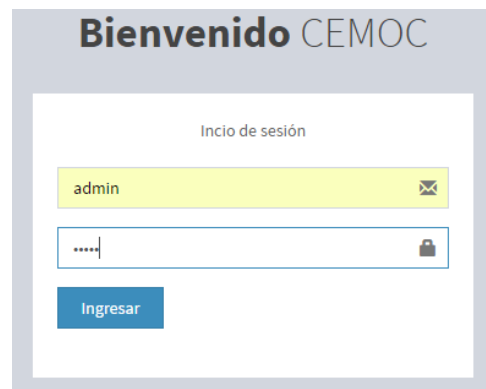 Bienvenido CEMOC
Incio de sesión
admin
•••••
Ingresar